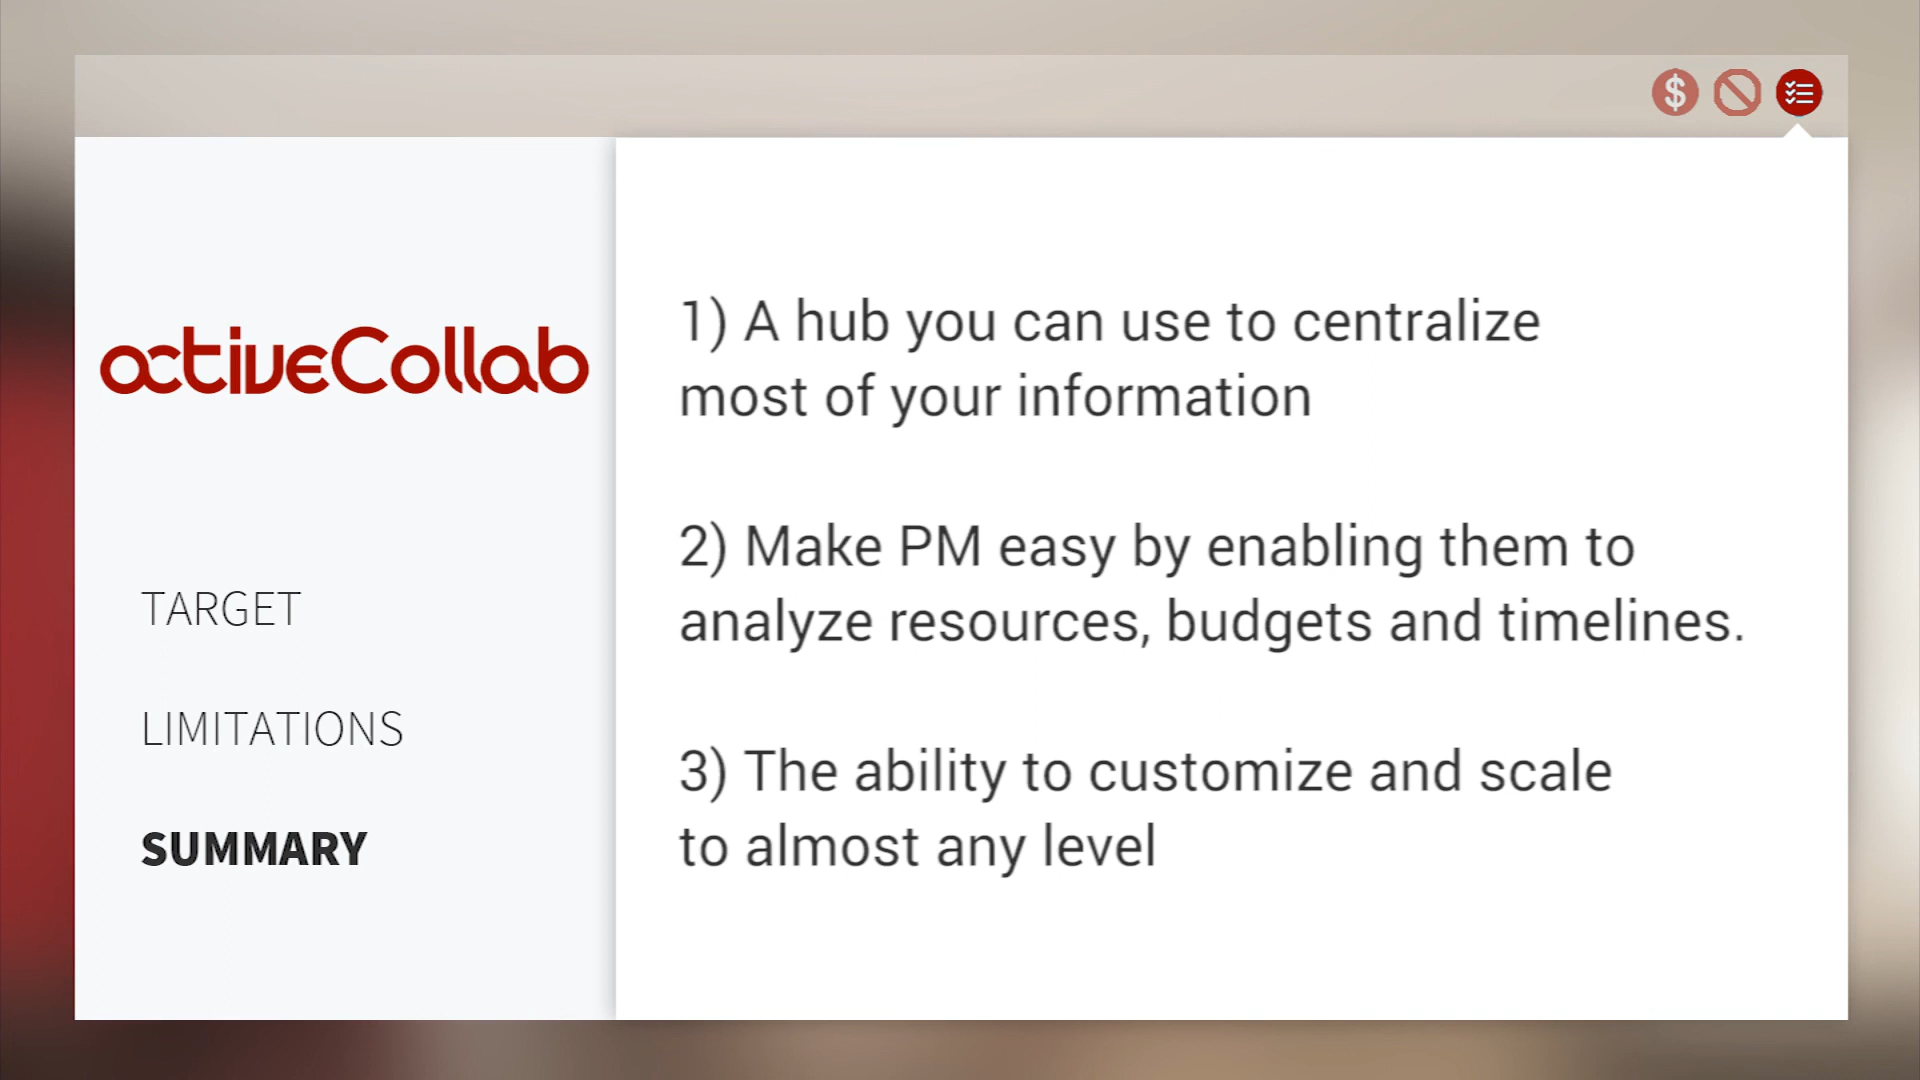 activeCollab
TARGET
LIMITATIONS
SUMMARY
$
1) A hub you can use to centralize
most of your information
2) Make PM easy by enabling them to
analyze resources, budgets and timelines.
3) The ability to customize and scale
to almost any level